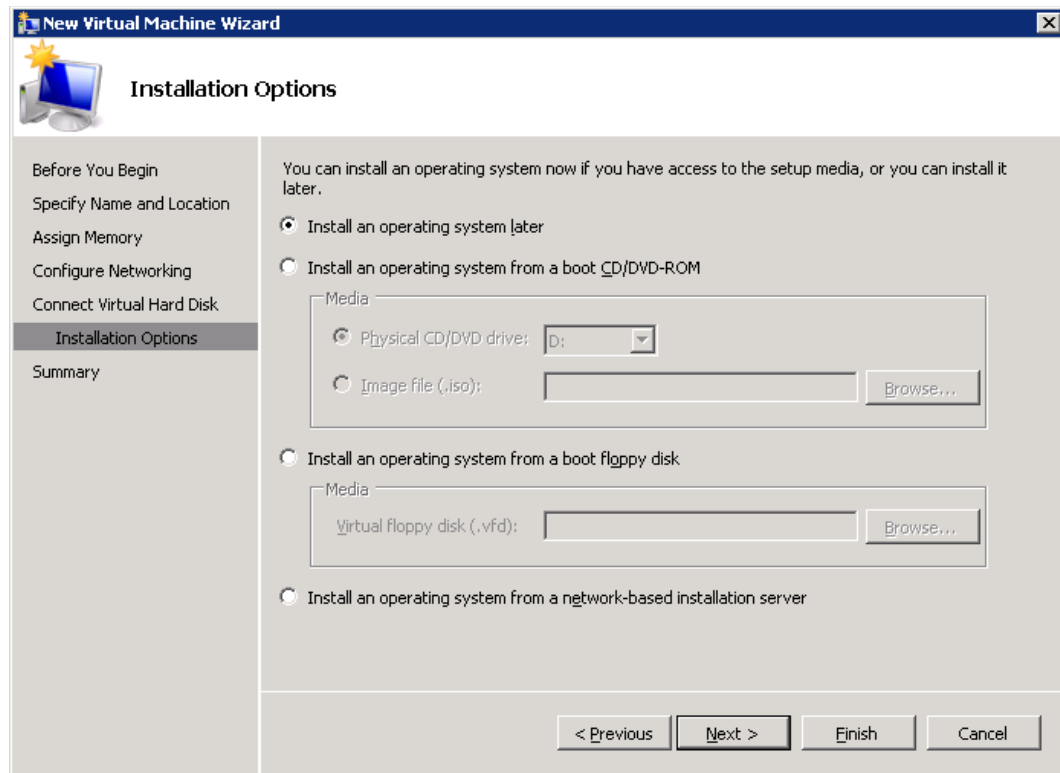 New Virtual Machine Wizard
Installation Options
Before You Begin
Specify Name and Location
Assign Memory
Configure Networking
Connect Virtual Hard Disk
Installation Options
Summary
You can install an operating system now if you have access to the setup media, or you can install it
later.
Install an operating system later
Install an operating system from a boot CD/DVD-ROM
Media
Physical CD/DVD drive: D:
Image file (.iso): Browse...
Install an operating system from a boot floppy disk
Media
Virtual floppy disk (.vfd): Browse...
Install an operating system from a network-based installation server
< Previous Next > Finish Cancel